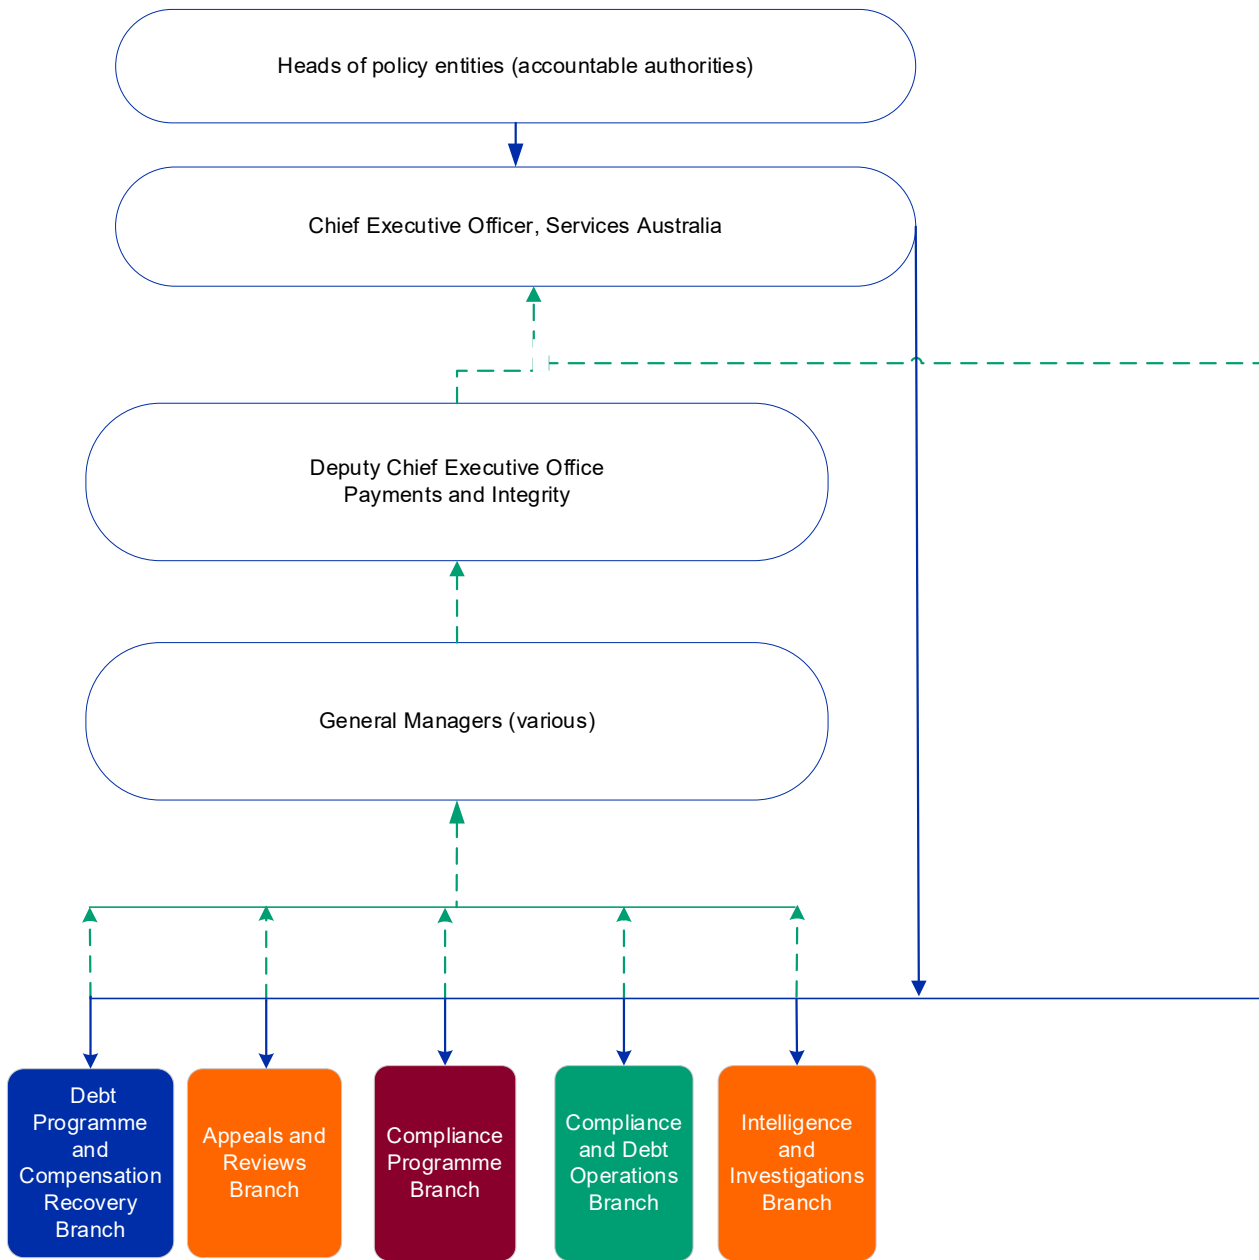 Heads of policy entities (accountable authorities)
Chief Executive Officer, Services Australia
Deputy Chief Executive Office
Payments and Integrity
General Managers (various)
Debt
Programme
and
Compensation
Recovery
Branch
Appeals and
Reviews
Branch
Compliance
Programme
Branch
Compliance
and Debt
Operations
Branch
Intelligence
and
Investigations
Branch